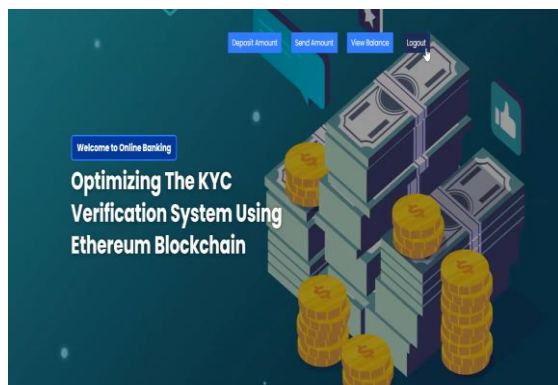 Deposit Amount
Send Amount
View Balance
Logout
Welcome to Online Banking
Optimizing The KYC
Verification System Using
Ethereum Blockchain